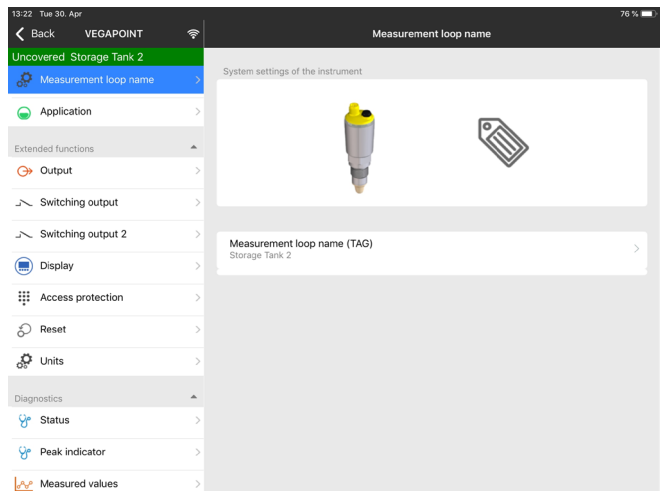 13:22 Tue 30. Apr
76 %
Back VEGAPOINT
Measurement loop name
Uncovered Storage Tank 2
Measurement loop name
Application
Extended functions
Output
Switching output
Switching output 2
Display
Access protection
Reset
Units
Diagnostics
Status
Peak indicator
Measured values
System settings of the instrument
Measurement loop name (TAG)
Storage Tank 2